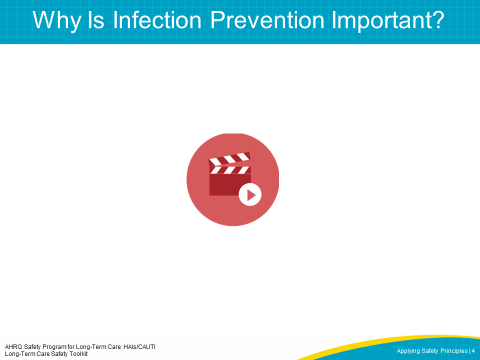 Why Is Infection Prevention Important?
AHRQ Safety Program for Long-Term Care: HAIs/CAUTI
Long-Term Care Safety Toolkit
Applying Safety Principles | 4